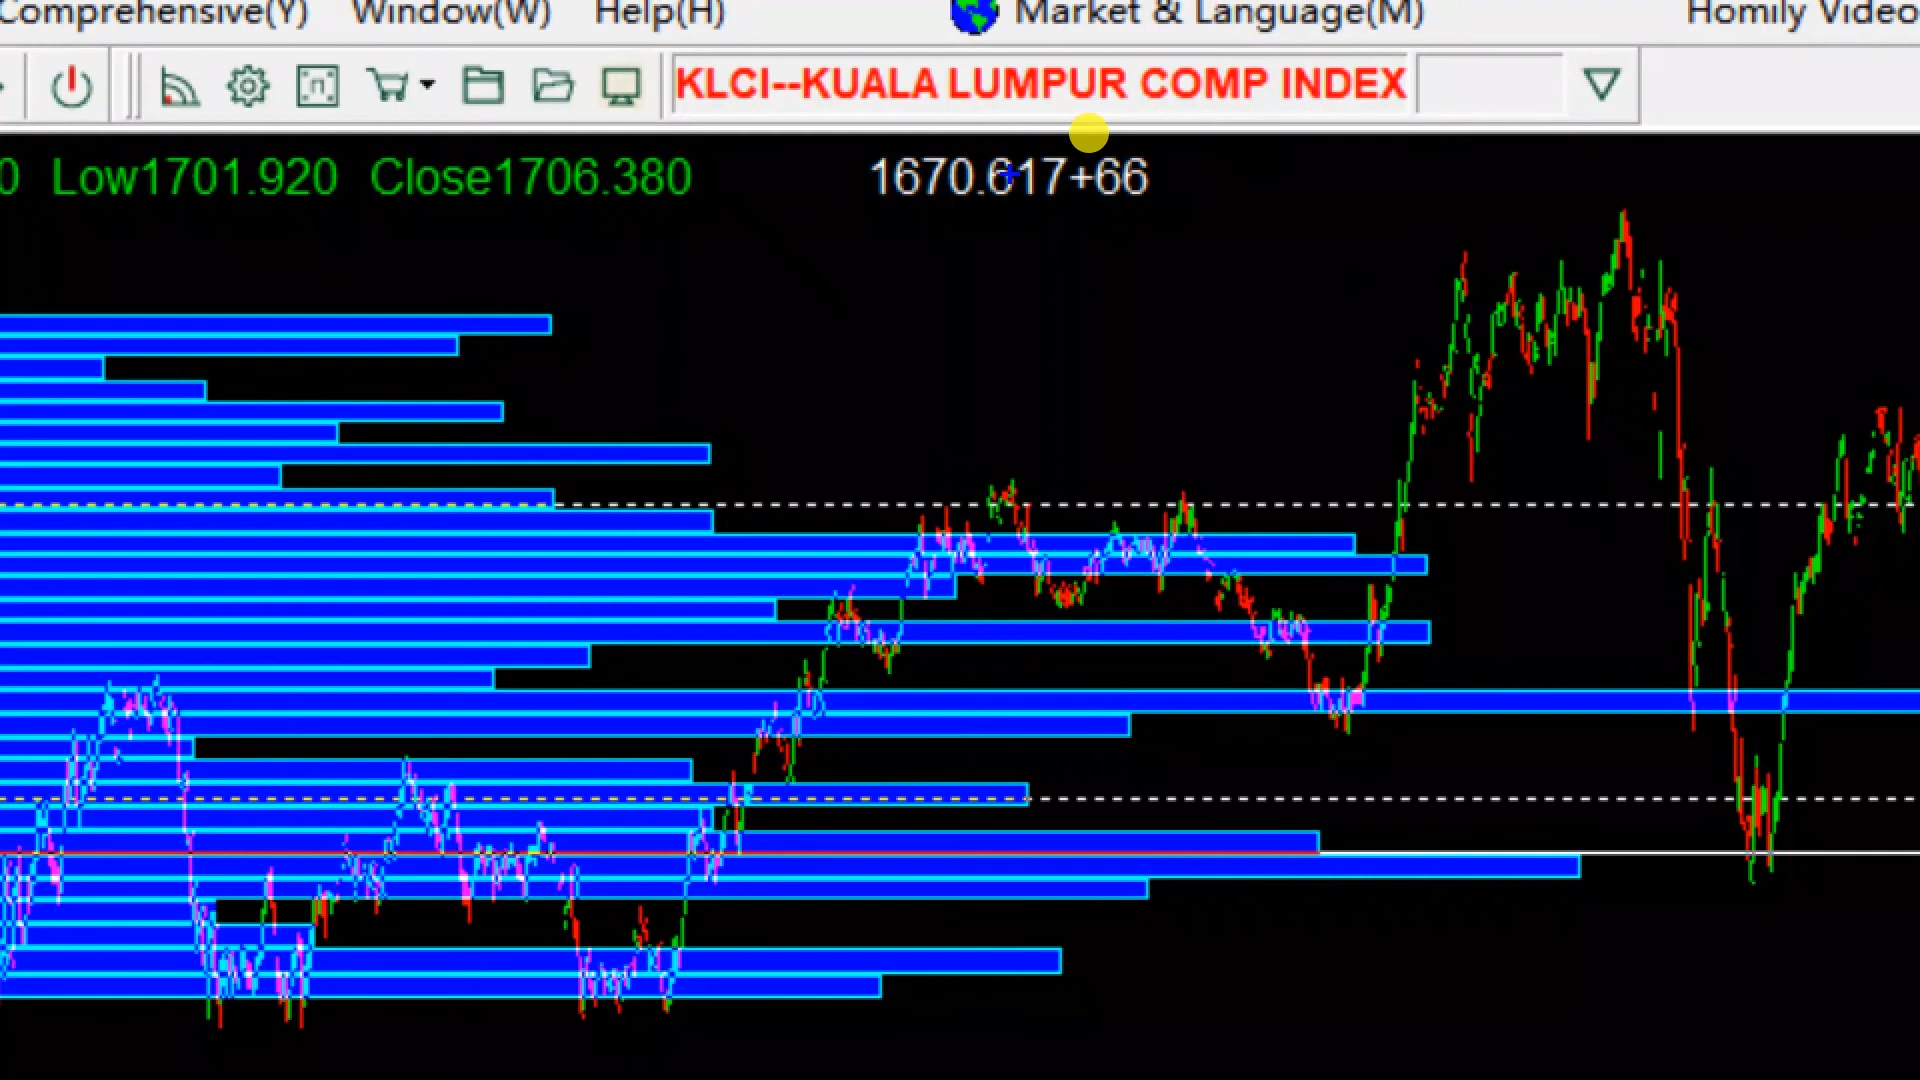 Comprehensive(Y) Window(W) Help(H) Market & Language(M) Homily Video
KLCI--KUALA LUMPUR COMP INDEX
0 Low1701.920 Close1706.380 1670.617+66